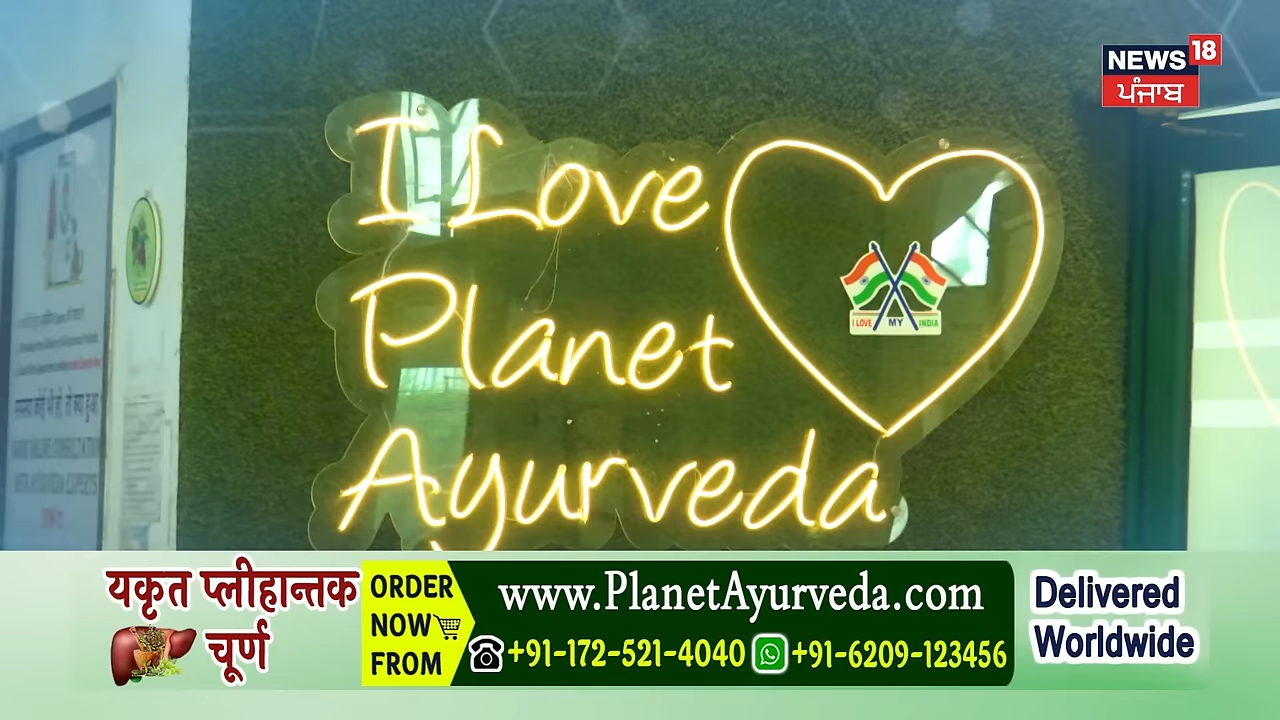 NEWS 18
ਪੰਜਾਬ
I Love
Planet
Ayurveda
I LOVE MY INDIA
यकृत प्लीहान्तक
चूर्ण
ORDER
NOW
FROM
www.PlanetAyurveda.com
+91-172-521-4040
+91-6209-123456
Delivered
Worldwide